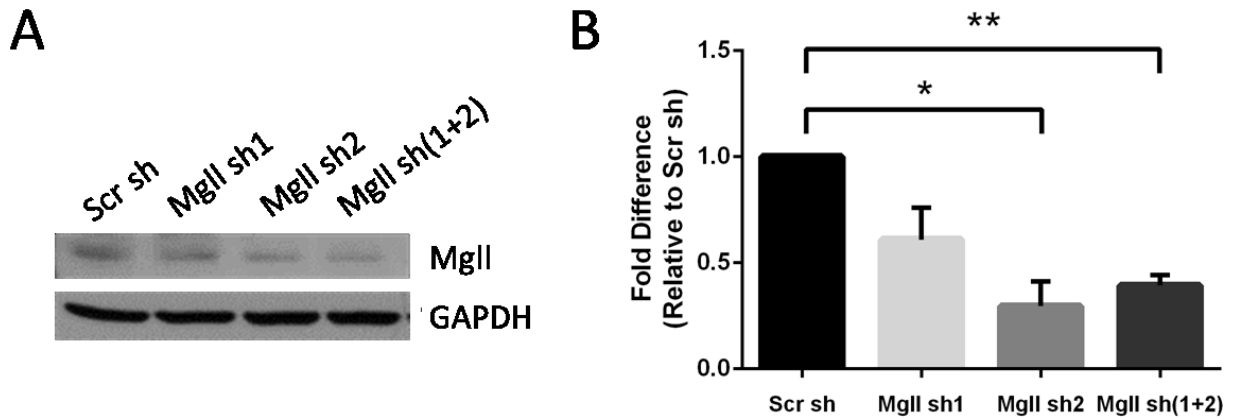 A
Scr sh
Mgll sh1
Mgll sh2
Mgll sh(1+2)
Mgll
GAPDH
B
Fold Difference
(Relative to Scr sh)
1.5
1.0
0.5
0.0
**
*
Scr sh
Mgll sh1
Mgll sh2
Mgll sh(1+2)